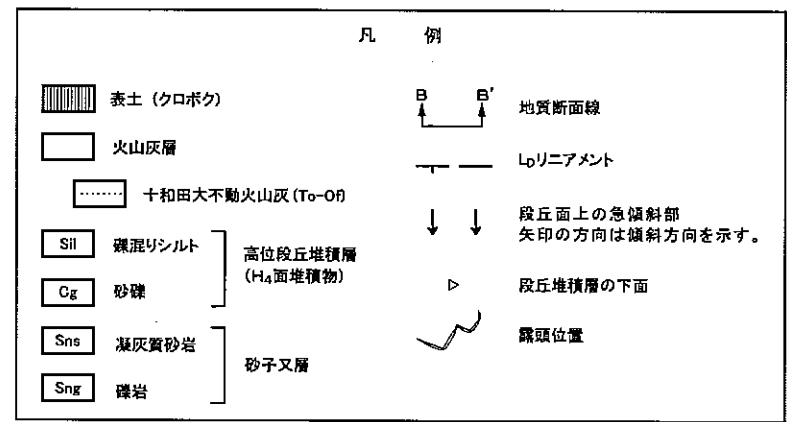 凡 例
表土 (クロボク)
火山灰層
十和田大不動火山灰(To-Of)
Sil 礫混りシルト
Cg 砂礫
高位段丘堆積層
(H₄面堆積物)
Sns 凝灰質砂岩
Sng 礫岩
砂子又層
B B'
地質断面線
LDリニアメント
段丘面上の急傾斜部
矢印の方向は傾斜方向を示す。
段丘堆積層の下面
露頭位置